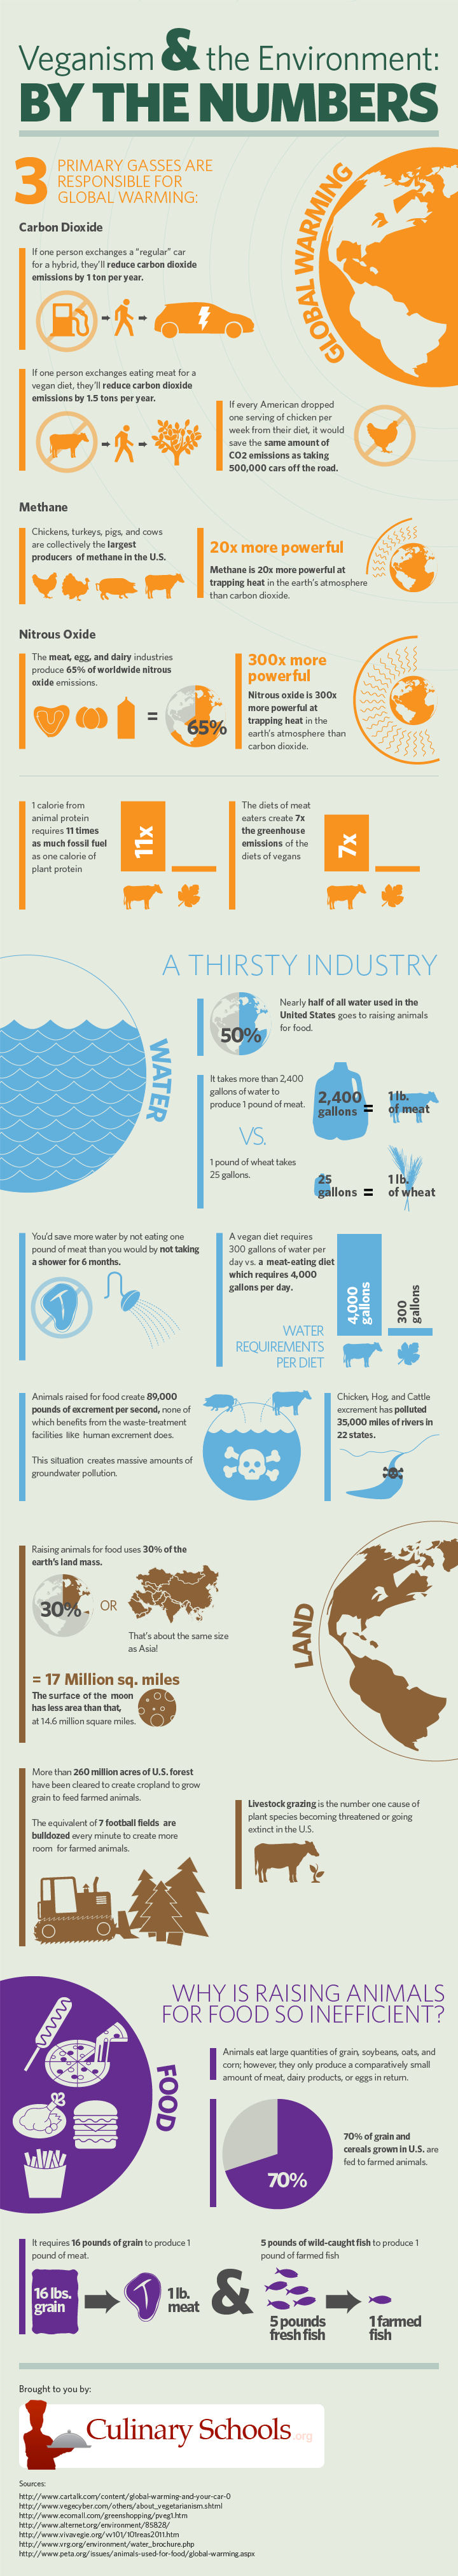 Veganism & the Environment:
BY THE NUMBERS
3 PRIMARY GASSES ARE
RESPONSIBLE FOR
GLOBAL WARMING:
GLOBAL WARMING
Carbon Dioxide
If one person exchanges a "regular" car
for a hybrid, they'll reduce carbon dioxide
emissions by 1 ton per year.
If one person exchanges eating meat for a
vegan diet, they'll reduce carbon dioxide
emissions by 1.5 tons per year.
If every American dropped
one serving of chicken per
week from their diet, it would
save the same amount of
CO2 emissions as taking
500,000 cars off the road.
Methane
Chickens, turkeys, pigs, and cows
are collectively the largest
producers of methane in the U.S.
20x more powerful
Methane is 20x more powerful at
trapping heat in the earth's atmosphere
than carbon dioxide.
Nitrous Oxide
The meat, egg, and dairy industries
produce 65% of worldwide nitrous
oxide emissions.
=
65%
300x more
powerful
Nitrous oxide is 300x
more powerful at
trapping heat in the
earth's atmosphere than
carbon dioxide.
1 calorie from
animal protein
requires 11 times
as much fossil fuel
as one calorie of
plant protein
11x
The diets of meat
eaters create 7x
the greenhouse
emissions of the
diets of vegans
7x
A THIRSTY INDUSTRY
WATER
50%
Nearly half of all water used in the
United States goes to raising animals
for food.
It takes more than 2,400
gallons of water to
produce 1 pound of meat.
VS.
1 pound of wheat takes
25 gallons.
2,400
gallons
=
1 lb.
of meat
25
gallons
=
1 lb.
of wheat
You'd save more water by not eating one
pound of meat than you would by not taking
a shower for 6 months.
A vegan diet requires
300 gallons of water per
day vs. a meat-eating diet
which requires 4,000
gallons per day.
WATER
REQUIREMENTS
PER DIET
4,000
gallons
300
gallons
Animals raised for food create 89,000
pounds of excrement per second, none of
which benefits from the waste-treatment
facilities like human excrement does.
This situation creates massive amounts of
groundwater pollution.
Chicken, Hog, and Cattle
excrement has polluted
35,000 miles of rivers in
22 states.
Raising animals for food uses 30% of the
earth's land mass.
30%
OR
That's about the same size
as Asia!
= 17 Million sq. miles
The surface of the moon
has less area than that,
at 14.6 million square miles.
LAND
More than 260 million acres of U.S. forest
have been cleared to create cropland to grow
grain to feed farmed animals.
The equivalent of 7 football fields are
bulldozed every minute to create more
room for farmed animals.
Livestock grazing is the number one cause of
plant species becoming threatened or going
extinct in the U.S.
WHY IS RAISING ANIMALS
FOR FOOD SO INEFFICIENT?
FOOD
Animals eat large quantities of grain, soybeans, oats, and
corn; however, they only produce a comparatively small
amount of meat, dairy products, or eggs in return.
70%
70% of grain and
cereals grown in U.S. are
fed to farmed animals.
It requires 16 pounds of grain to produce 1
pound of meat.
16 lbs.
grain
1 lb.
meat
&
5 pounds of wild-caught fish to produce 1
pound of farmed fish
5 pounds
fresh fish
1 farmed
fish
Brought to you by:
Culinary Schools.org
Sources:
http://www.cartalk.com/content/global-warming-and-your-car-0
http://www.vegecyber.com/others/about_vegetarianism.shtml
http://www.ecomall.com/greenshopping/pveg1.htm
http://www.alternet.org/environment/85828/
http://www.vivavegie.org/vv101/101reas2011.htm
http://www.vrg.org/environment/water_brochure.php
http://www.peta.org/issues/animals-used-for-food/global-warming.aspx